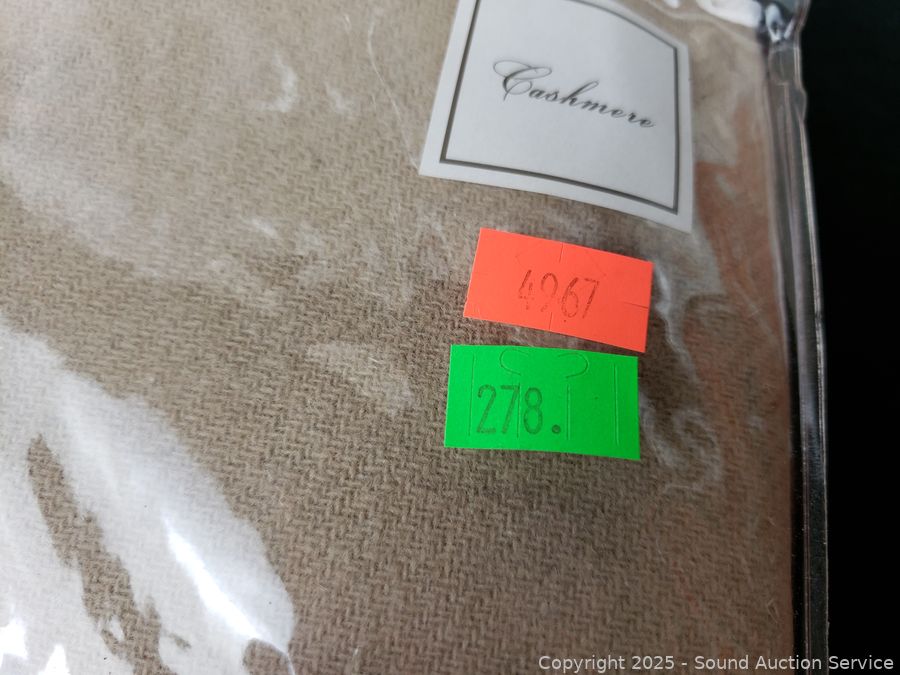 Cashmere
4967
278.
Copyright 2025 - Sound Auction Service